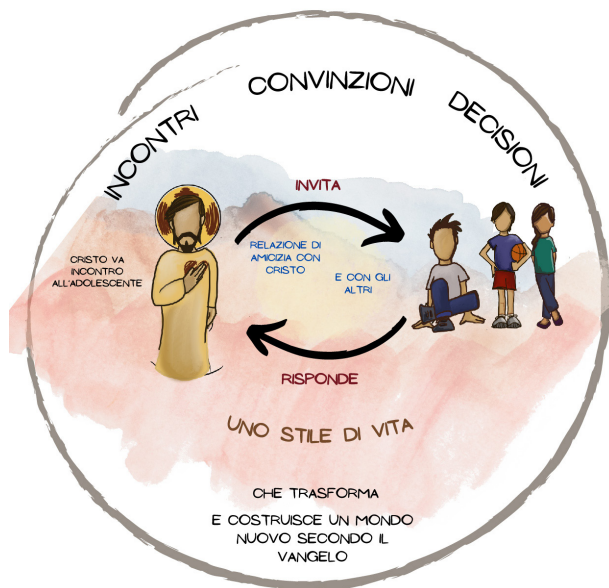 INCONTRI
CONVINZIONI
DECISIONI
INVITA
CRISTO VA
INCONTRO
ALL'ADOLESCENTE
RELAZIONE DI
AMICIZIA CON
CRISTO
E CON GLI
ALTRI
RISPONDE
UNO STILE DI VITA
CHE TRASFORMA
E COSTRUISCE UN MONDO
NUOVO SECONDO IL
VANGELO